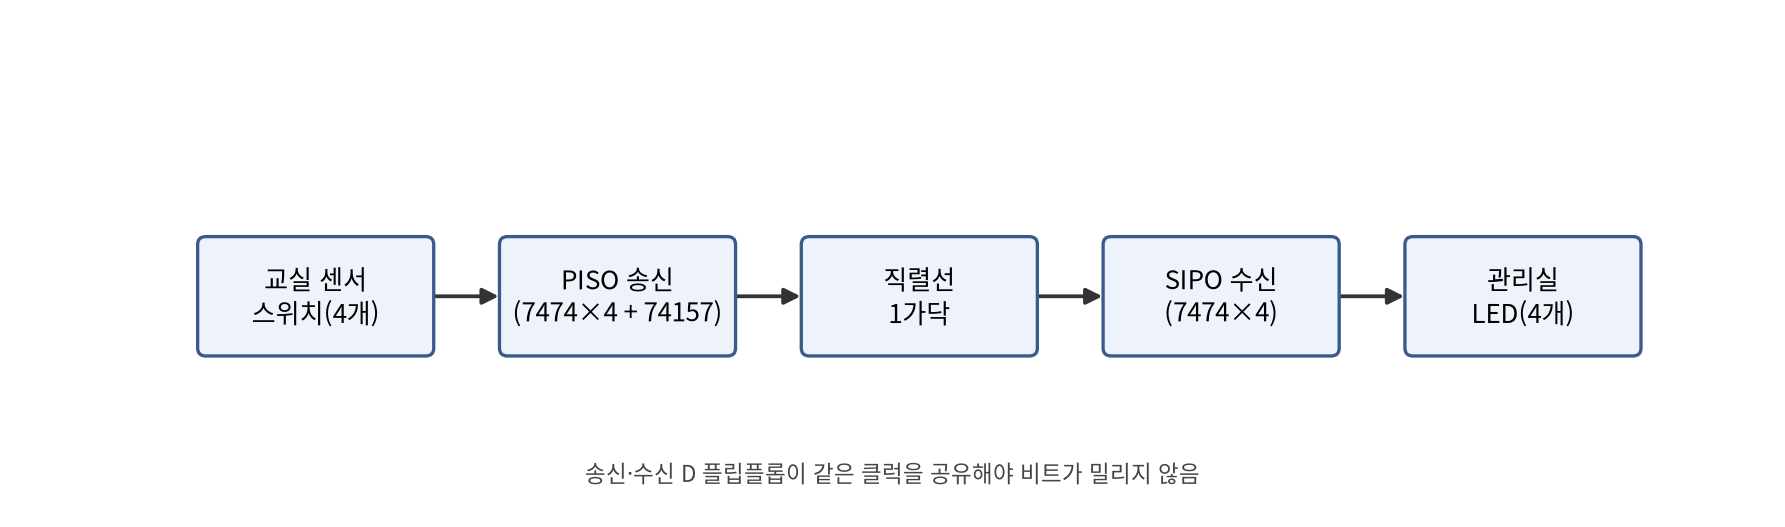 교실 센서
스위치(4개)
PISO 송신
(7474×4 + 74157)
직렬선
1가닥
SIPO 수신
(7474×4)
관리실
LED(4개)
송신·수신 D 플립플롭이 같은 클럭을 공유해야 비트가 밀리지 않음